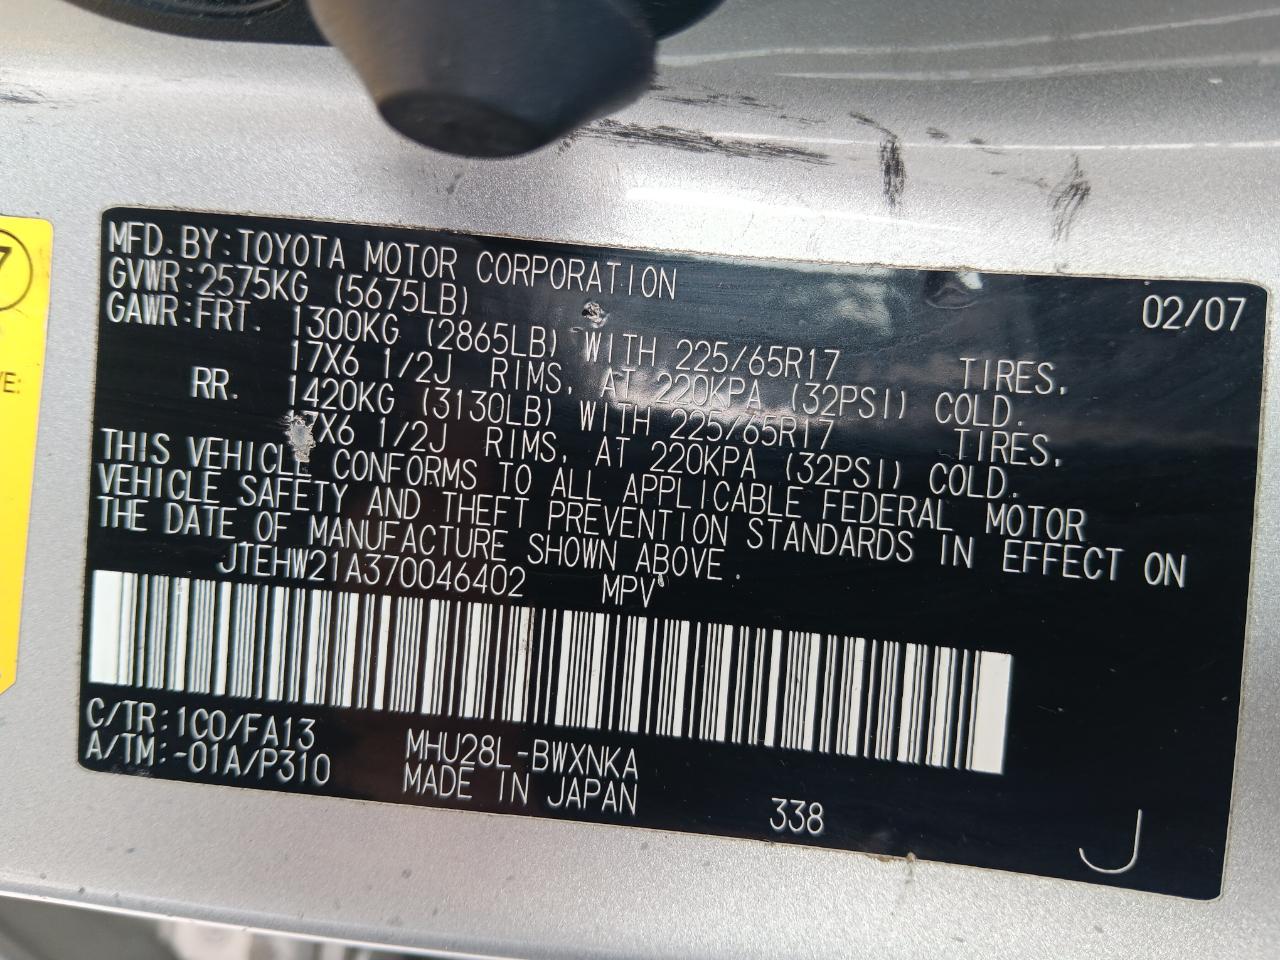 7
VE:
MFD. BY:TOYOTA MOTOR CORPORATION 02/07
GVWR:2575KG (5675LB)
GAWR:FRT. 1300KG (2865LB) WITH 225/65R17 TIRES,
17X6 1/2J RIMS, AT 220KPA (32PSI) COLD.
RR. 1420KG (3130LB) WITH 225/65R17 TIRES,
17X6 1/2J RIMS, AT 220KPA (32PSI) COLD.
THIS VEHICLE CONFORMS TO ALL APPLICABLE FEDERAL MOTOR
VEHICLE SAFETY AND THEFT PREVENTION STANDARDS IN EFFECT ON
THE DATE OF MANUFACTURE SHOWN ABOVE.
JTEHW21A370046402 MPV
C/TR:1C0/FA13 MHU28L-BWXNKA
A/TM:-01A/P310 MADE IN JAPAN 338 J